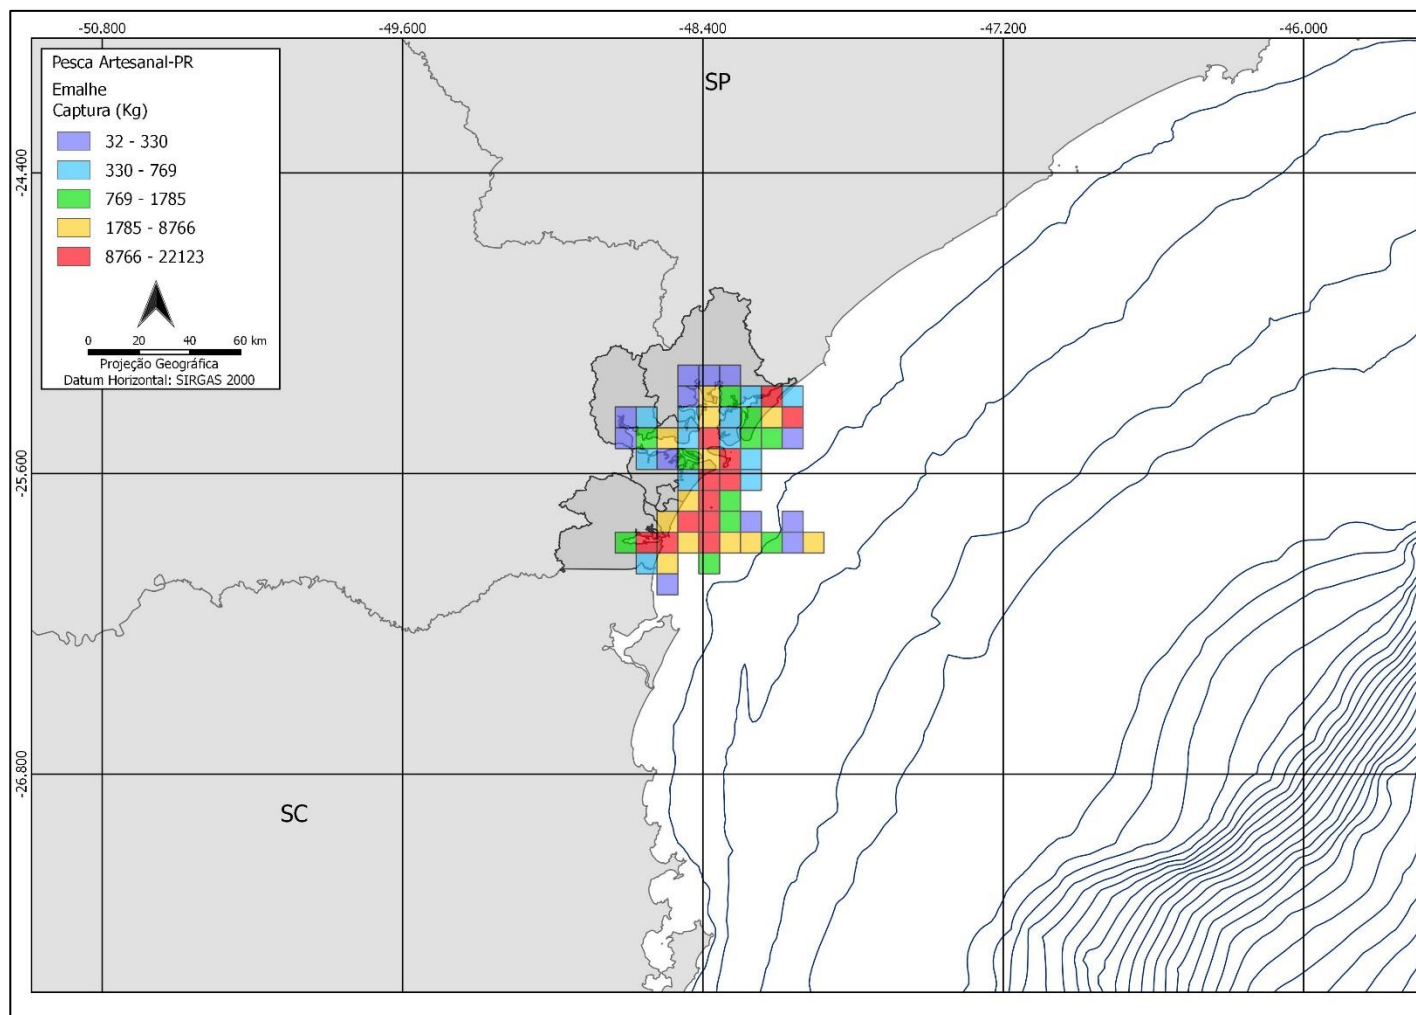 -50.800 -49.600 -48.400 -47.200 -46.000
Pesca Artesanal-PR
Emalhe
Captura (Kg)
32 - 330
330 - 769
769 - 1785
1785 - 8766
8766 - 22123
0 20 40 60 km
Projeção Geográfica
Datum Horizontal: SIRGAS 2000
SP
-24.400
-25.600
-26.800
SC